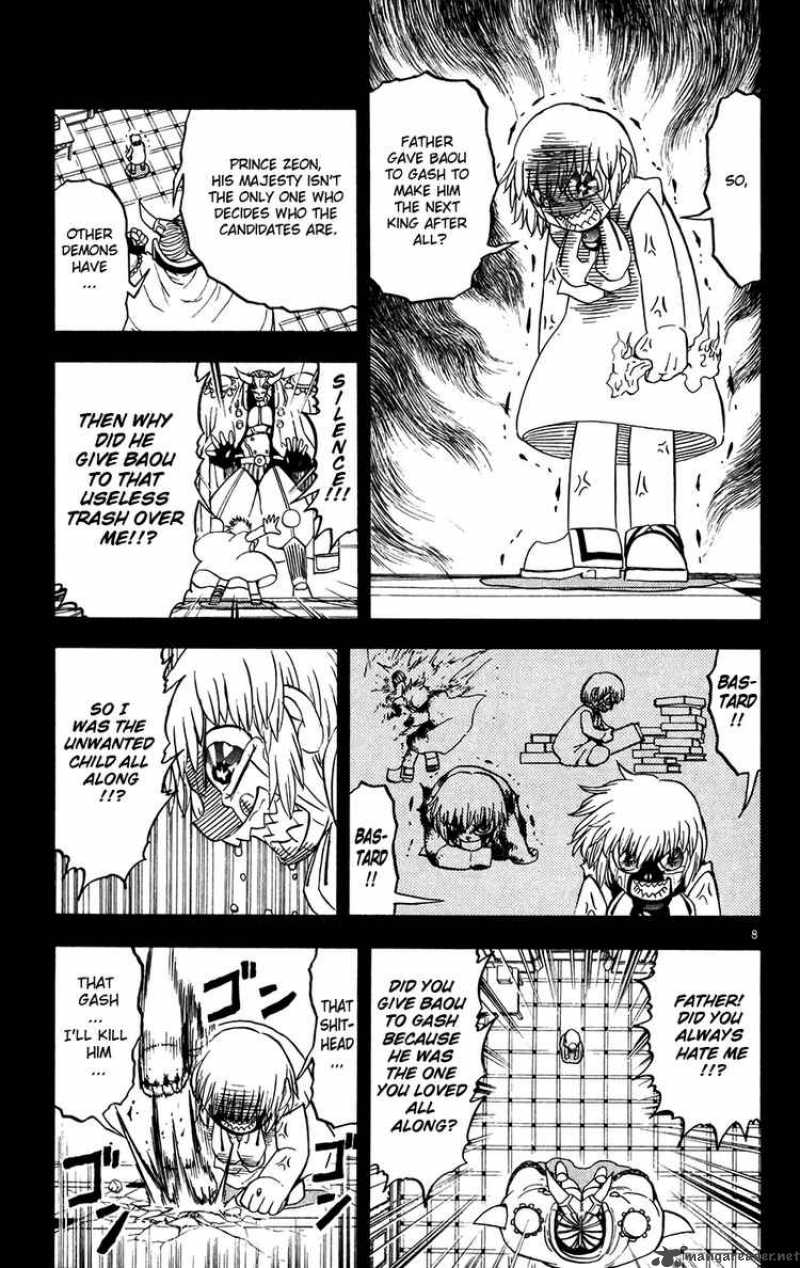 SO,
FATHER
GAVE BAOU
TO GASH
TO MAKE
HIM THE
NEXT
KING AFTER
ALL?
PRINCE ZEON,
HIS MAJESTY ISN'T
THE ONLY ONE WHO
DECIDES WHO THE
CANDIDATES ARE.
OTHER
DEMONS
HAVE
...
SILENCE!!!
THEN WHY
DID HE
GIVE BAOU
TO THAT
USELESS
TRASH OVER
ME!!?
BAS-
TARD
!!
BAS-
TARD
!!
SO I
WAS THE
UNWANTED
CHILD ALL
ALONG
!!?
8
FATHER!
DID YOU
ALWAYS
HATE ME
!!?
DID YOU
GIVE BAOU
TO GASH
BECAUSE
HE WAS
THE ONE
YOU LOVED
ALL
ALONG?
ゴン
THAT
SHIT-
HEAD
...
THAT
GASH
...
I'LL KILL
HIM
...
ゴン
ゴン
mangareader.net